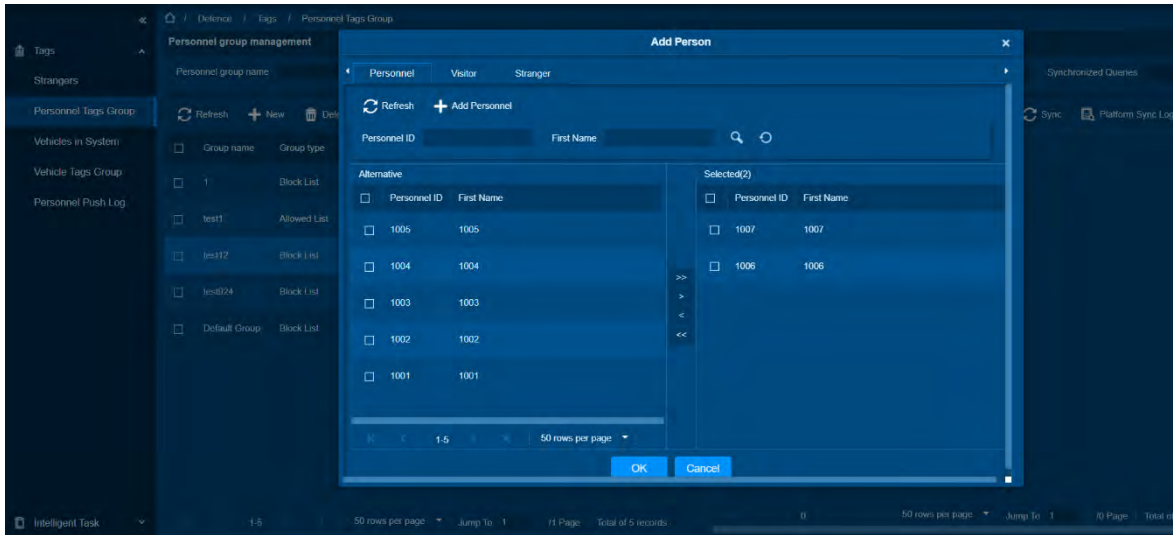 Defence / Tags / Personnel Tags Group
Tags
Strangers
Personnel Tags Group
Vehicles in System
Vehicle Tags Group
Personnel Push Log
Intelligent Task
Personnel group management
Personnel group name
Refresh New Dele
Group name Group type
1 Block List
test1 Allowed List
test12 Block List
test024 Block List
Default Group Block List
1-5 50 rows per page Jump To 1 /1 Page Total of 5 records
Add Person
Personnel Visitor Stranger
Refresh Add Personnel
Personnel ID First Name
Alternative
Personnel ID First Name
1005 1005
1004 1004
1003 1003
1002 1002
1001 1001
1-5 50 rows per page
>>
>
<
<<
Selected(2)
Personnel ID First Name
1007 1007
1006 1006
OK Cancel
Synchronized Queries
Sync Platform Sync Log
0 50 rows per page Jump To 1 /0 Page Total of